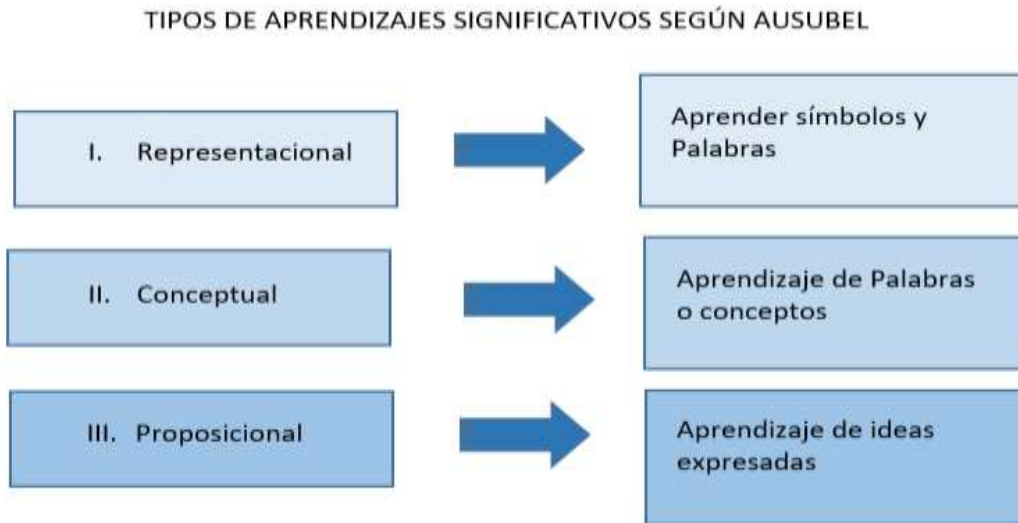 TIPOS DE APRENDIZAJES SIGNIFICATIVOS SEGÚN AUSUBEL
I. Representacional
Aprender símbolos y
Palabras
II. Conceptual
Aprendizaje de Palabras
o conceptos
III. Proposicional
Aprendizaje de ideas
expresadas